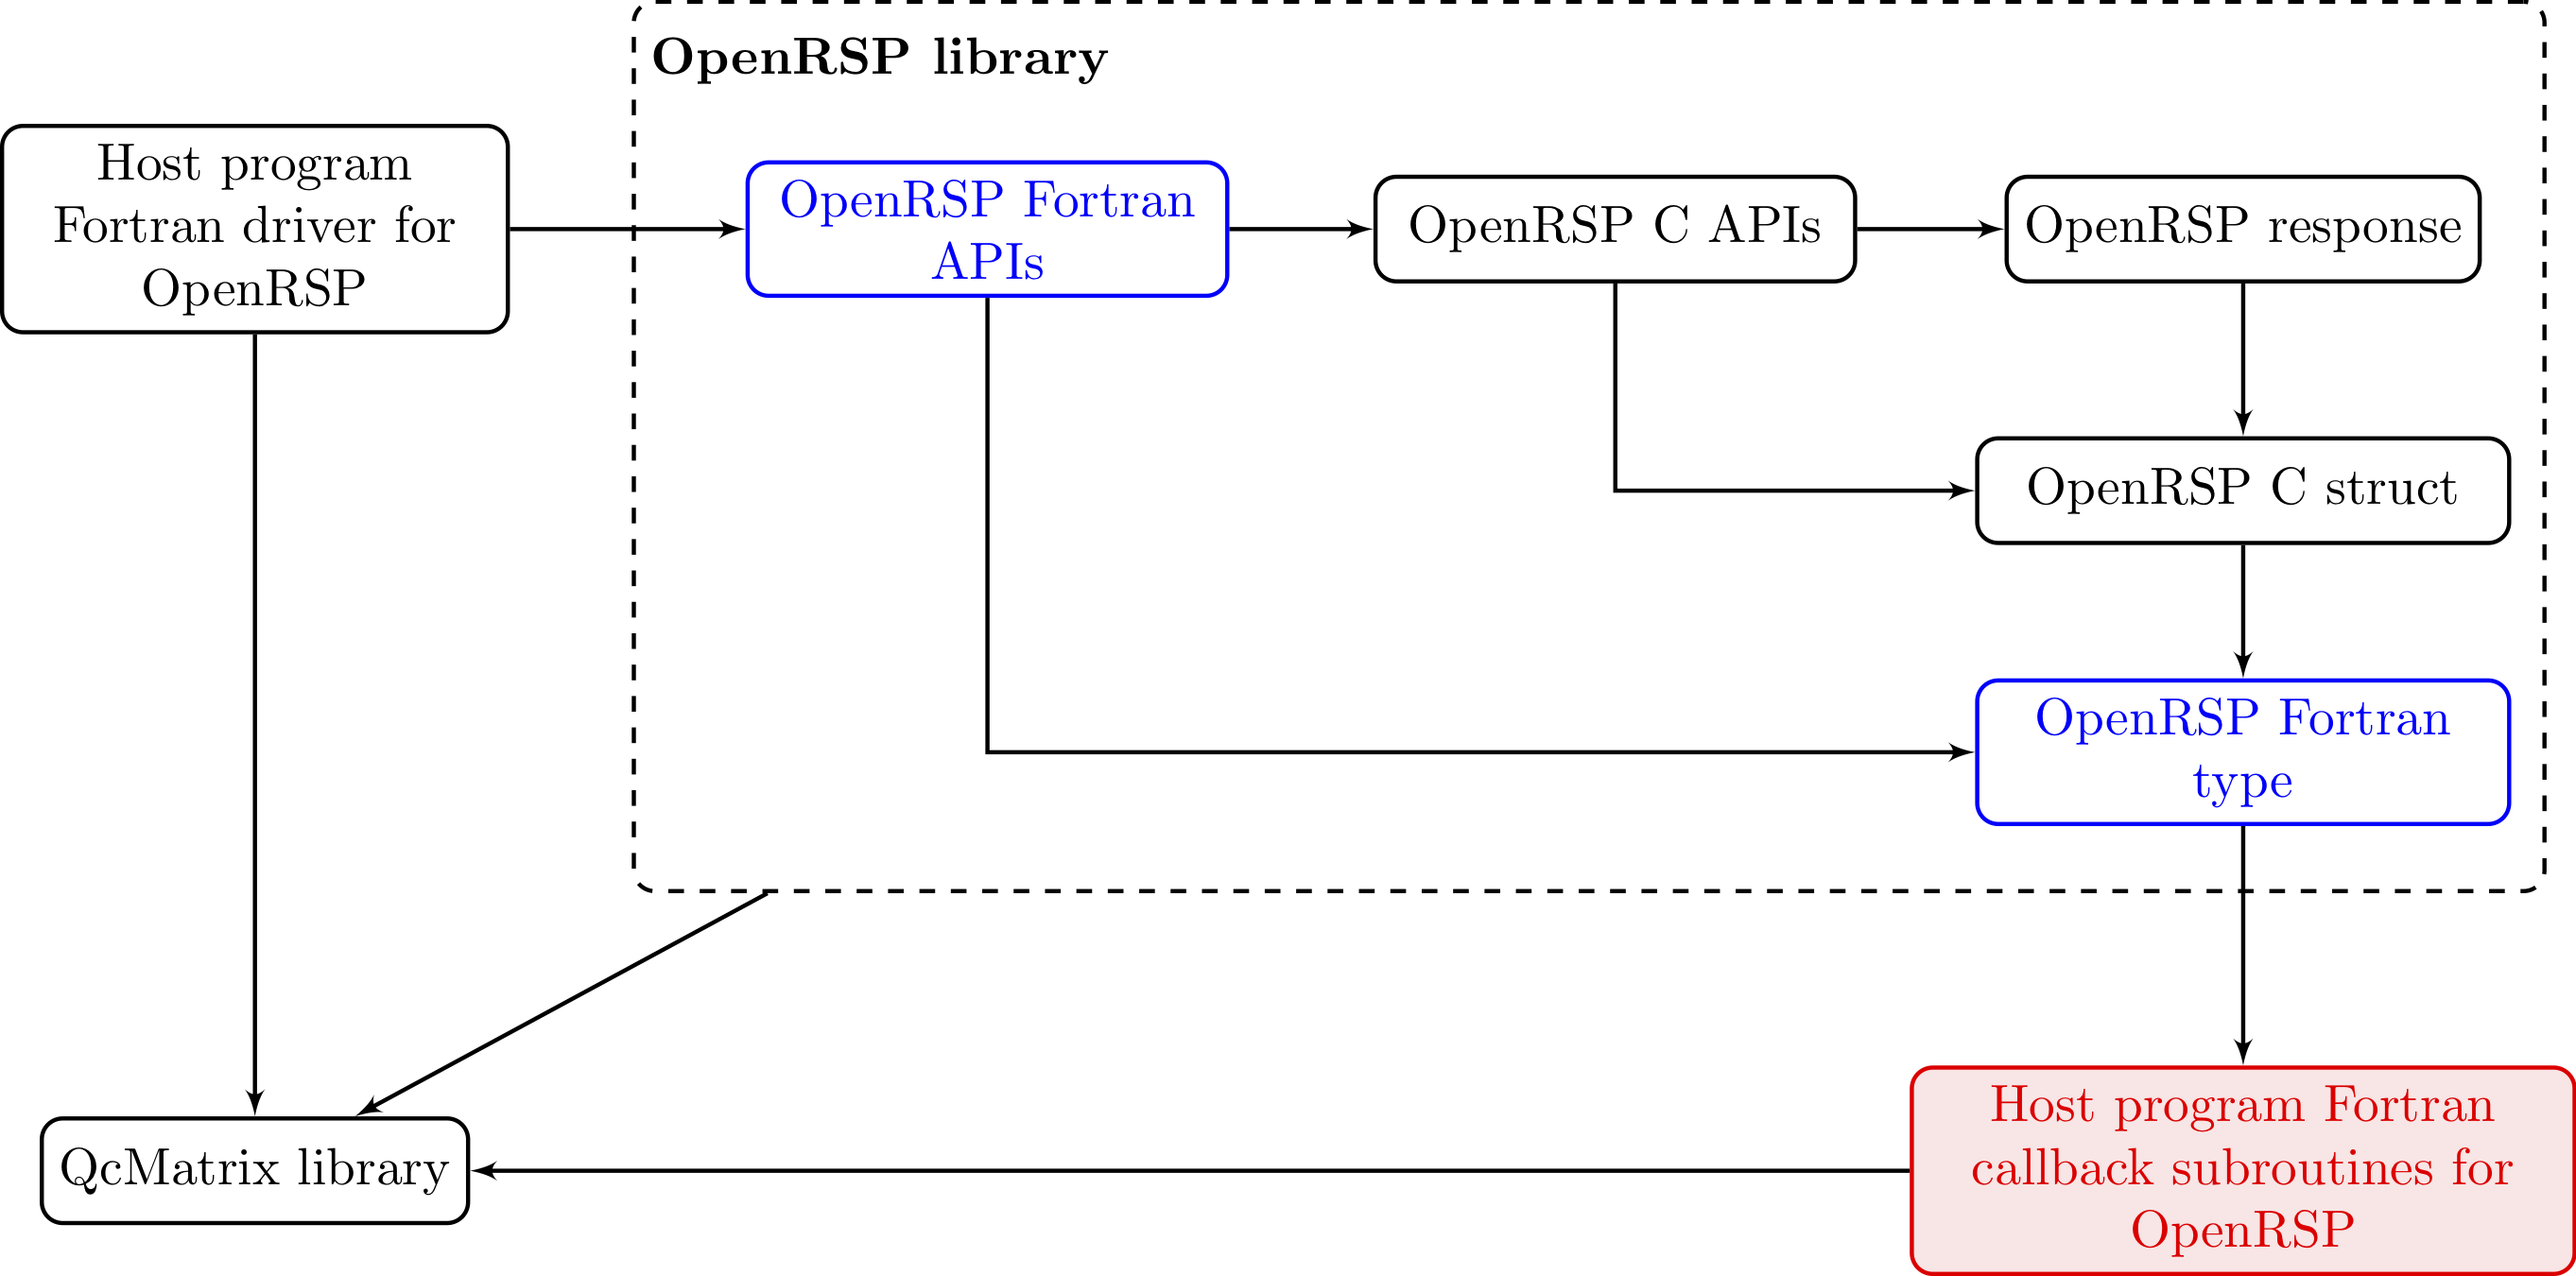 OpenRSP library
Host program
Fortran driver for
OpenRSP
OpenRSP Fortran
APIs
OpenRSP C APIs
OpenRSP response
OpenRSP C struct
OpenRSP Fortran
type
QcMatrix library
Host program Fortran
callback subroutines for
OpenRSP